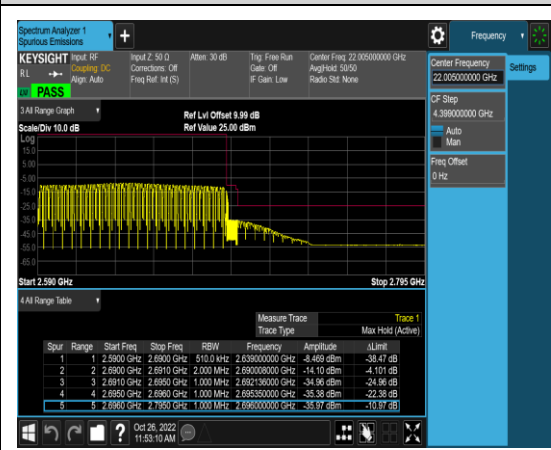 Spectrum Analyzer 1
Spurious Emissions
+
Frequency
KEYSIGHT Input: RF Input Z: 50 Ω Atten: 30 dB Trig: Free Run Center Freq: 22.005000000 GHz
RL Coupling: DC Corrections: Off Gate: Off Avg|Hold: 50/50
Align: Auto Freq Ref: Int (S) IF Gain: Low Radio Std: None
PASS
Center Frequency
22.005000000 GHz
Settings
CF Step
4.399000000 GHz
Auto
Man
Freq Offset
0 Hz
3 All Range Graph
Ref Lvl Offset 9.99 dB
Scale/Div 10.0 dB Ref Value 25.00 dBm
Log
15.0
5.00
-5.00
-15.0
-25.0
-35.0
-45.0
-55.0
-65.0
Start 2.590 GHz Stop 2.795 GHz
4 All Range Table
Measure Trace Trace 1
Trace Type Max Hold (Active)
Spur Range Start Freq Stop Freq RBW Frequency Amplitude ΔLimit
1 1 2.5900 GHz 2.6900 GHz 510.0 kHz 2.639000000 GHz -8.469 dBm -38.47 dB
2 2 2.6900 GHz 2.6910 GHz 2.000 MHz 2.690008000 GHz -14.10 dBm -4.101 dB
3 3 2.6910 GHz 2.6950 GHz 1.000 MHz 2.692136000 GHz -34.96 dBm -24.96 dB
4 4 2.6950 GHz 2.6960 GHz 1.000 MHz 2.695350000 GHz -35.38 dBm -22.38 dB
5 5 2.6960 GHz 2.7950 GHz 1.000 MHz 2.696000000 GHz -35.97 dBm -10.97 dB
?
Oct 26, 2022
11:53:10 AM